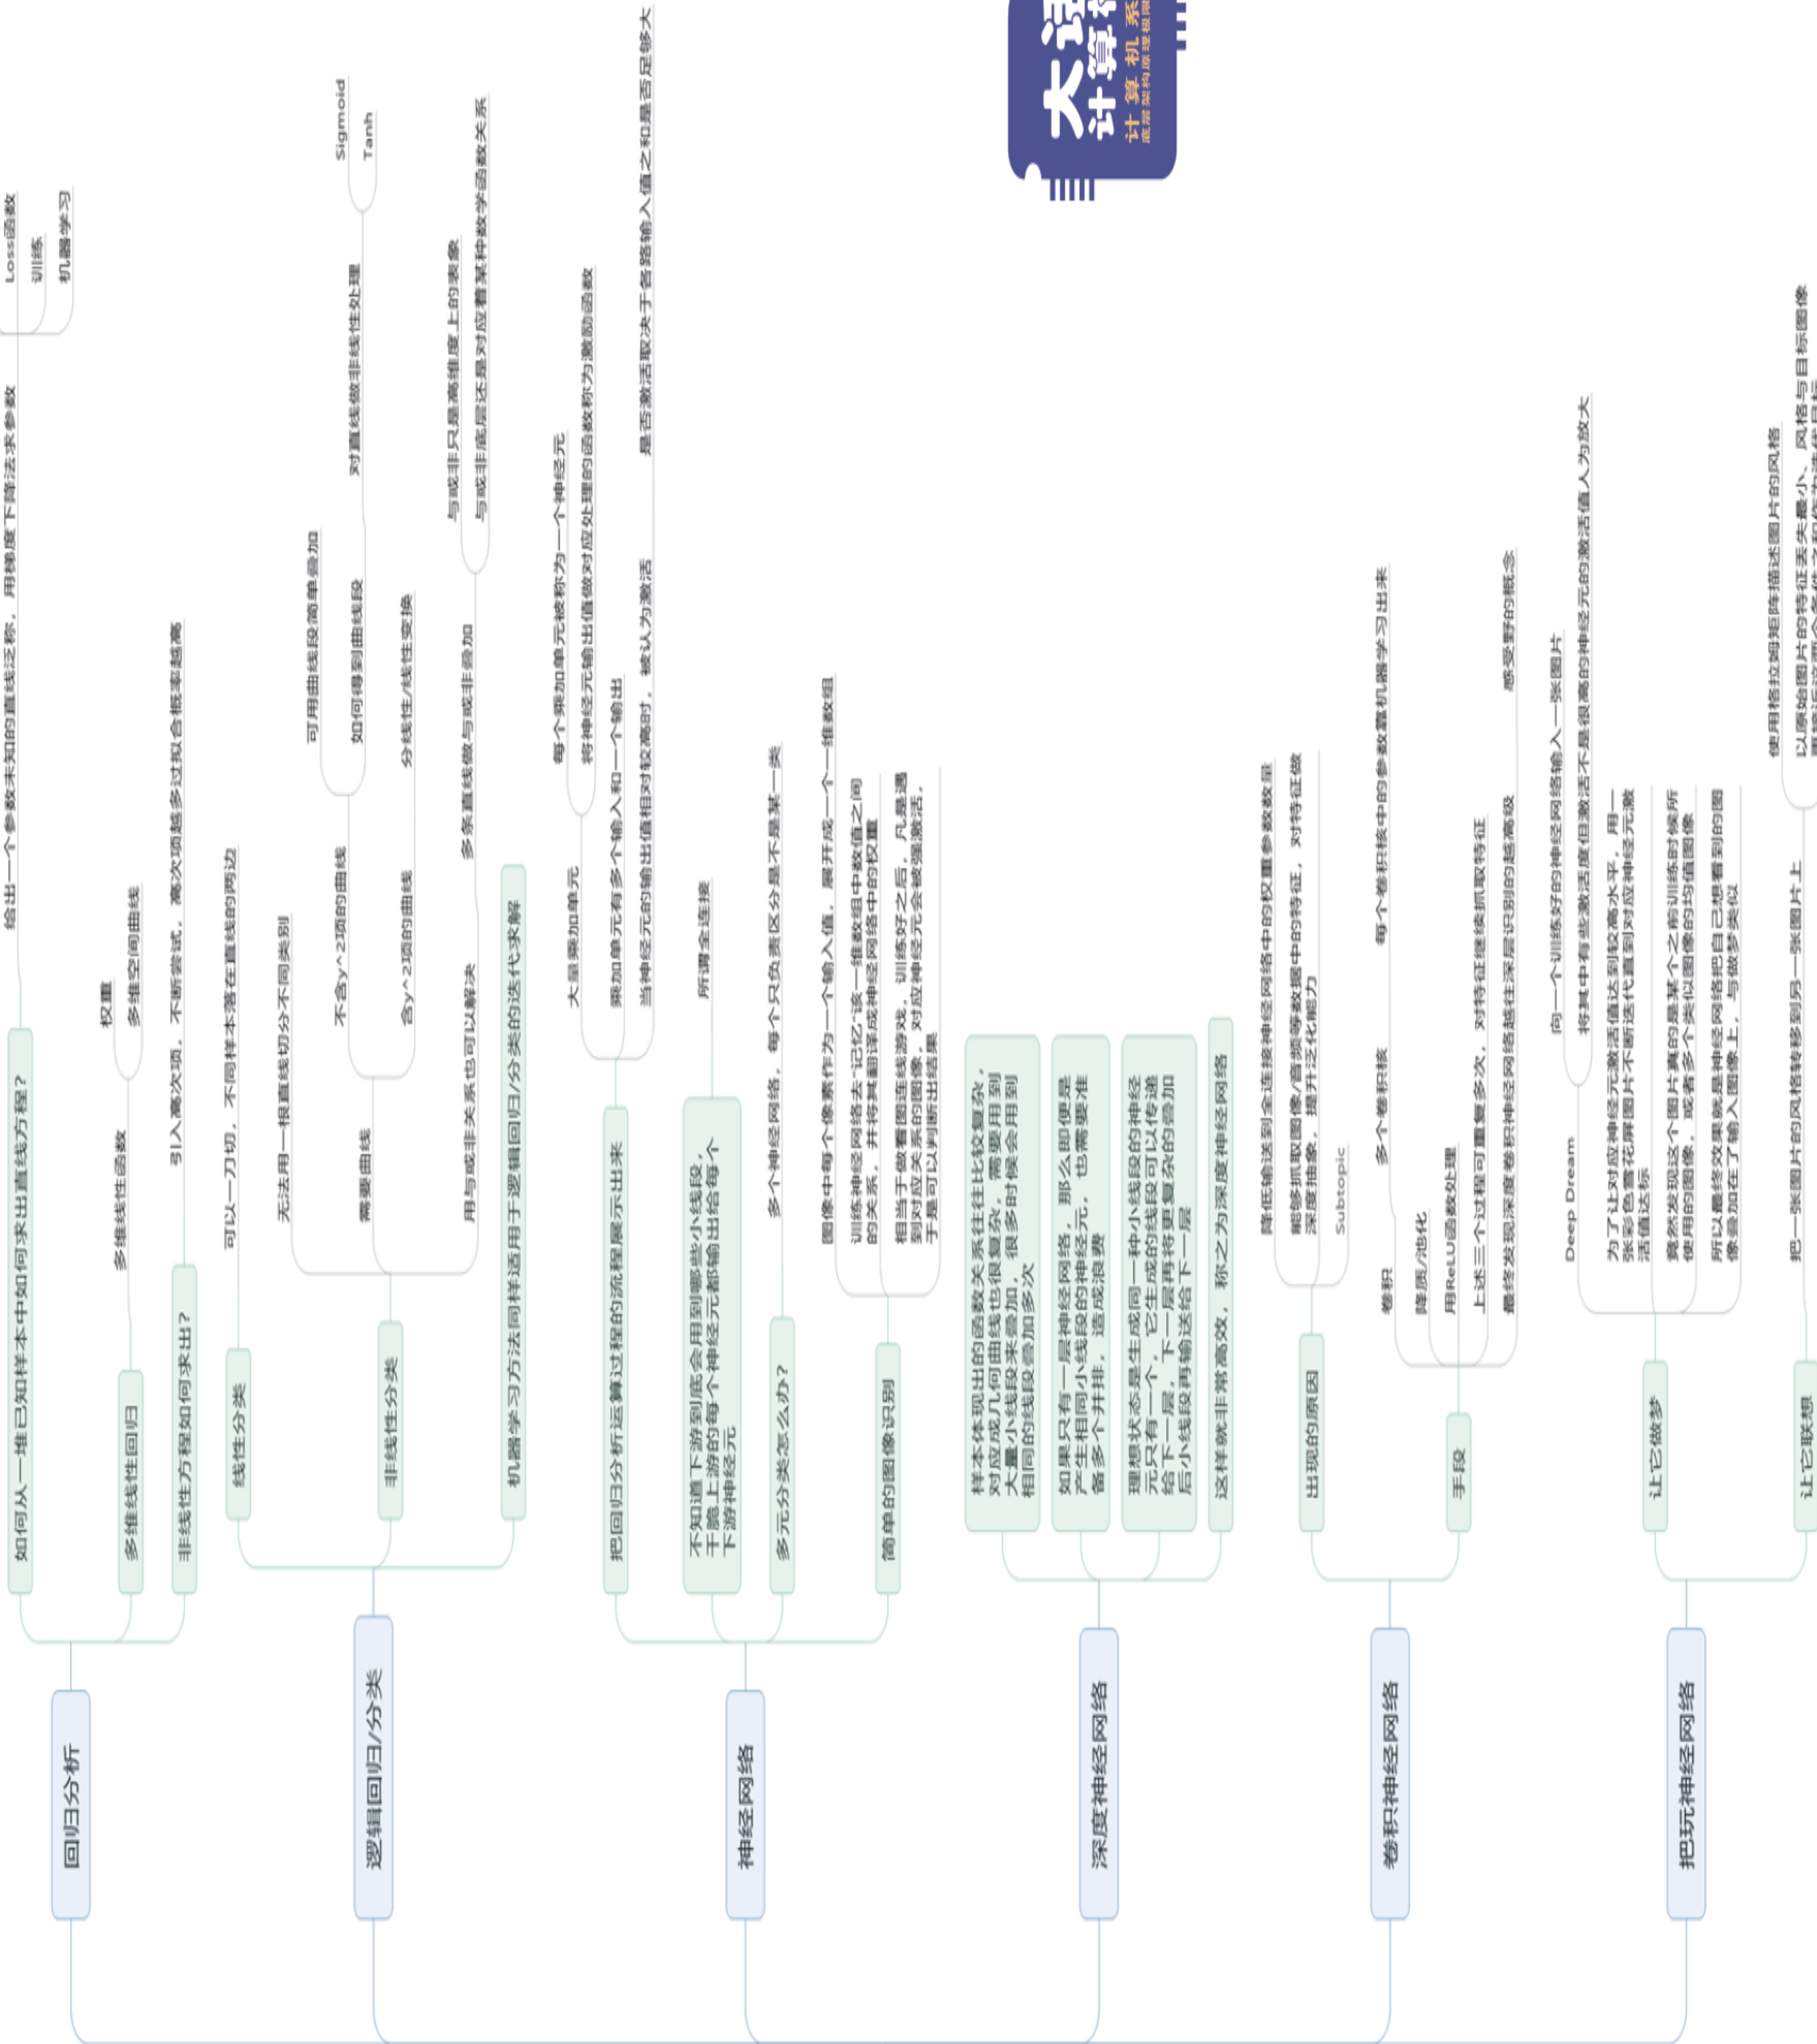 回归分析
如何从一堆已知样本中如何求出直线方程?
给出一个参数未知的直线泛称，用梯度下降法求参数
Loss函数
训练
机器学习
多维线性回归
多维线性函数
权重
多维空间曲线
非线性方程如何求出?
引入高次项，不断尝试，高次项越多过拟合概率越高
逻辑回归/分类
线性分类
可以一刀切，不同样本落在直线的两边
非线性分类
无法用一根直线切分不同类别
需要曲线
不含y^2项的曲线
可用曲线段简单叠加
如何得到曲线段
对直线做非线性处理
Sigmoid
Tanh
含y^2项的曲线
分线性/线性变换
用与或非关系也可以解决
多条直线做与或非叠加
与或非只是高维度上的表象
与或非底层还是对应着某种数学函数关系
机器学习方法同样适用于逻辑回归/分类的迭代求解
神经网络
把回归分析运算过程的流程展示出来
大量乘加单元
每个乘加单元被称为一个神经元
将神经元输出值做对应处理的函数称为激励函数
乘加单元有多个输入和一个输出
当神经元的输出值相对较高时，被认为激活
是否激活取决于各路输入值之和是否足够大
不知道下游到底会用到哪些小线段，
干脆上游的每个神经元都输出给每个
下游神经元
所谓全连接
多元分类怎么办?
多个神经网络，每个只负责区分是不是某一类
简单的图像识别
图像中每个像素作为一个输入值，展开成一个一维数组
训练神经网络去“记忆”该一维数组中数值之间
的关系，并将其翻译成神经网络中的权重
相当于做看图连线游戏，训练好之后，凡是遇
到对应关系的图像，对应神经元会被强激活，
于是可以判断出结果
深度神经网络
样本体现出的函数关系往往比较复杂，
对应成几何曲线也很复杂，需要用到
大量小线段来叠加，很多时候会用到
相同的线段叠加多次
如果只有一层神经网络，那么即便是
产生相同小线段的神经元，也需要准
备多个并排，造成浪费
理想状态是生成同一种小线段的神经
元只有一个，它生成的线段可以传递
给下一层，下一层再将更复杂的叠加
后小线段再输送给下一层
这样就非常高效，称之为深度神经网络
卷积神经网络
出现的原因
降低输送到全连接神经网络中的权重参数数量
能够抓取图像/音频等数据中的特征，对特征做
深度抽象，提升泛化能力
Subtopic
手段
卷积
多个卷积核
每个卷积核中的参数靠机器学习出来
降质/池化
用ReLU函数处理
上述三个过程可重复多次，对特征继续抓取特征
最终发现深度卷积神经网络越往深层识别的越高级
感受野的概念
把玩神经网络
让它做梦
Deep Dream
向一个训练好的神经网络输入一张图片
将其中有些激活度但激活不是很高的神经元的激活值人为放大
为了让对应神经元激活值达到较高水平，用一
张彩色雪花屏图片不断迭代直到对应神经元激
活值达标
竟然发现这个图片真的是某个之前训练时候所
使用的图像，或者多个类似图像的均值图像
所以最终效果就是神经网络把自己想看到的图
像叠加在了输入图像上，与做梦类似
让它联想
把一张图片的风格转移到另一张图片上
使用格拉姆矩阵描述图片的风格
以原始图片的特征丢失最小、风格与目标图像
计算机系
底层架构原理极限